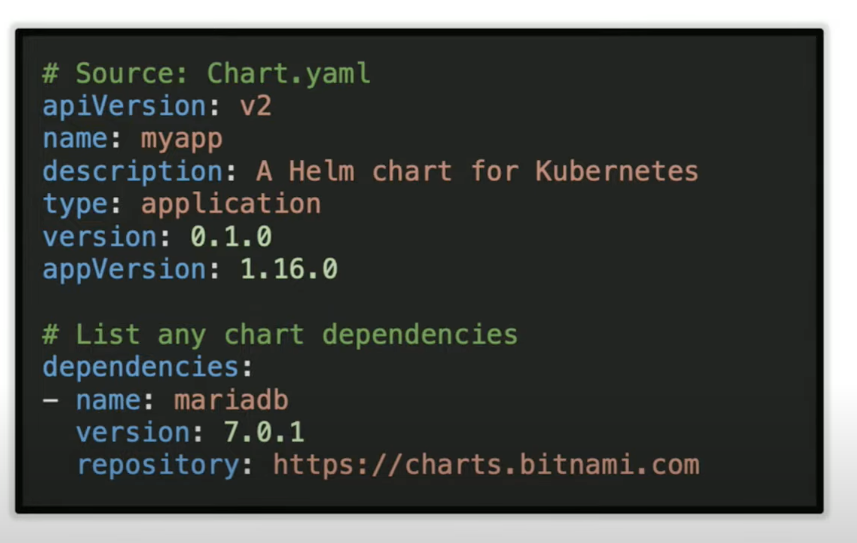 # Source: Chart.yaml
apiVersion: v2
name: myapp
description: A Helm chart for Kubernetes
type: application
version: 0.1.0
appVersion: 1.16.0

# List any chart dependencies
dependencies:
- name: mariadb
  version: 7.0.1
  repository: https://charts.bitnami.com